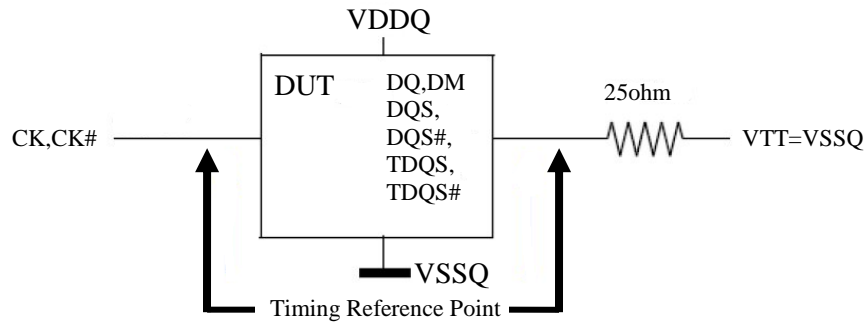 VDDQ
DUT
DQ,DM
DQS,
DQS#,
TDQS,
TDQS#
25ohm
CK,CK#
VTT=VSSQ
VSSQ
Timing Reference Point